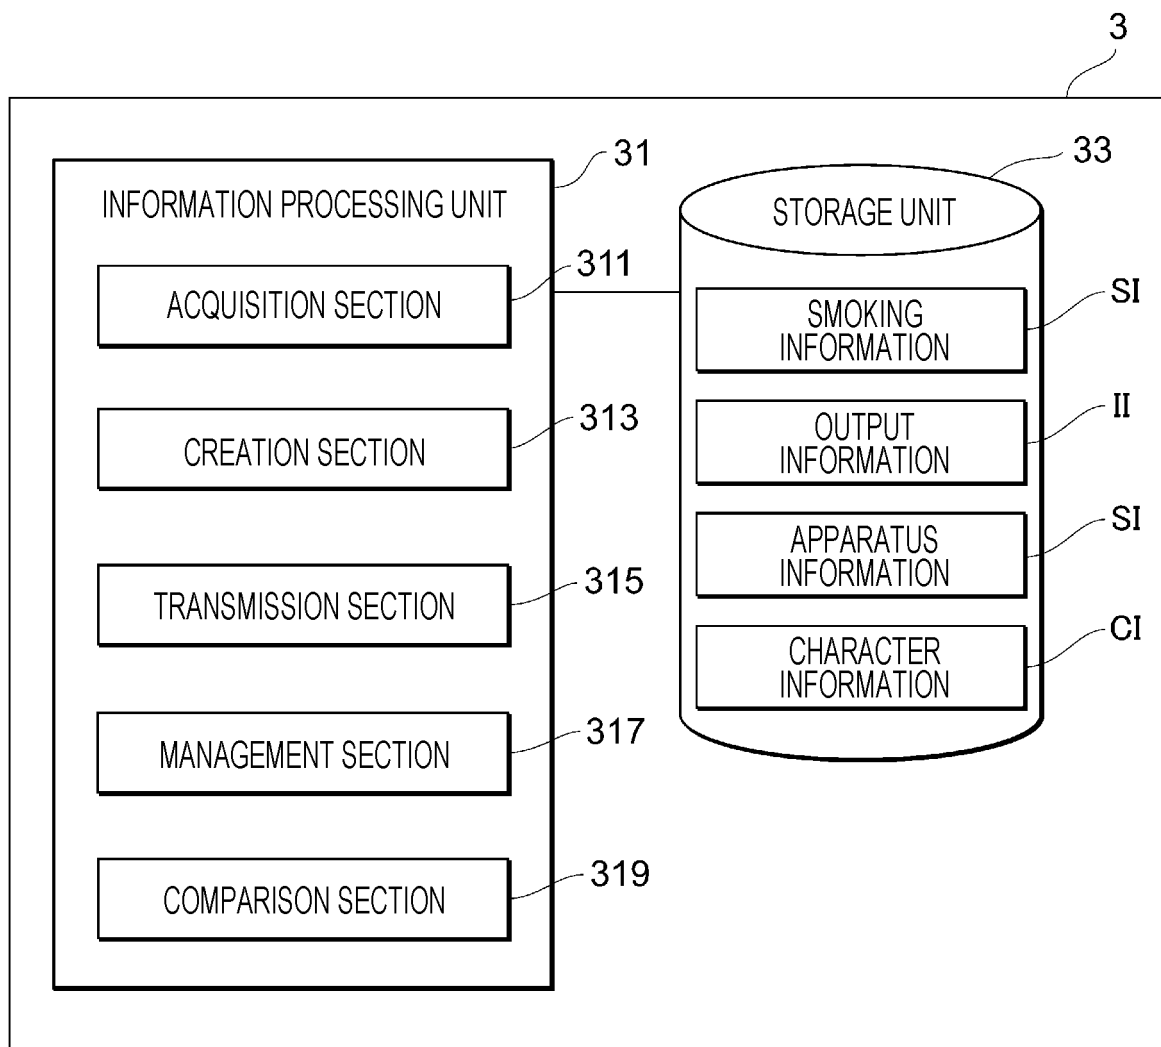 3
31
INFORMATION PROCESSING UNIT
311
ACQUISITION SECTION
313
CREATION SECTION
315
TRANSMISSION SECTION
317
MANAGEMENT SECTION
319
COMPARISON SECTION
33
STORAGE UNIT
SI
SMOKING
INFORMATION
II
OUTPUT
INFORMATION
SI
APPARATUS
INFORMATION
CI
CHARACTER
INFORMATION